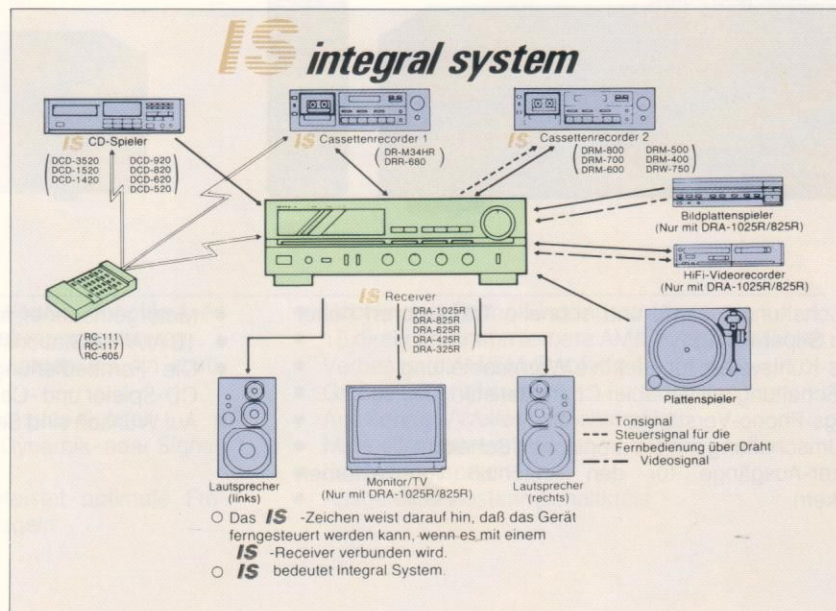 IS integral system
IS CD-Spieler
(DCD-3520 DCD-920
DCD-1520 DCD-820
DCD-1420 DCD-620
DCD-520)
IS Cassettenrecorder 1
(DR-M34HR
DRR-680)
IS Cassettenrecorder 2
(DRM-800 DRM-500
DRM-700 DRM-400
DRM-600 DRW-750)
Bildplattenspieler
(Nur mit DRA-1025R/825R)
HiFi-Videorecorder
(Nur mit DRA-1025R/825R)
Plattenspieler
(RC-111
RC-117
RC-605)
IS Receiver
(DRA-1025R
DRA-825R
DRA-625R
DRA-425R
DRA-325R)
Lautsprecher
(links)
Monitor/TV
(Nur mit DRA-1025R/825R)
Lautsprecher
(rechts)
Tonsignal
Steuersignal für die
Fernbedienung über Draht
Videosignal
○ Das IS -Zeichen weist darauf hin, daß das Gerät
ferngesteuert werden kann, wenn es mit einem
IS -Receiver verbunden wird.
○ IS bedeutet Integral System.